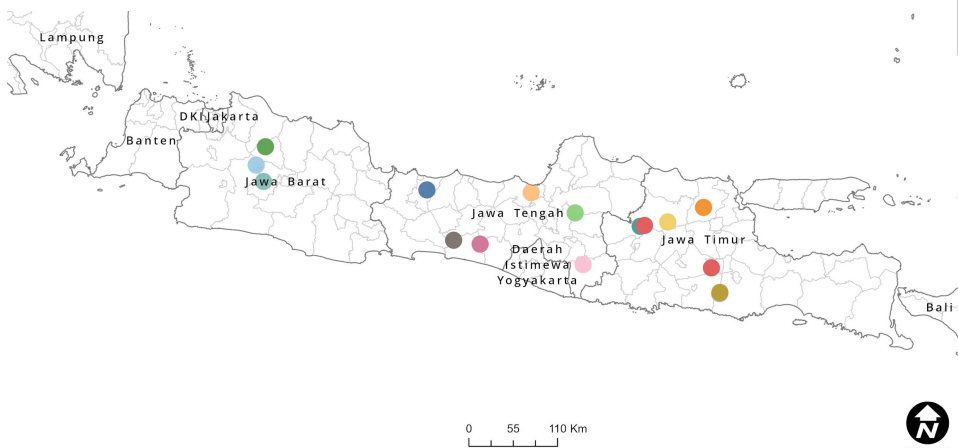 Lampung
DKI Jakarta
Banten
Jawa Barat
Jawa Tengah
Jawa Timur
Daerah
Istimewa
Yogyakarta
Bali
0 55 110 Km
N